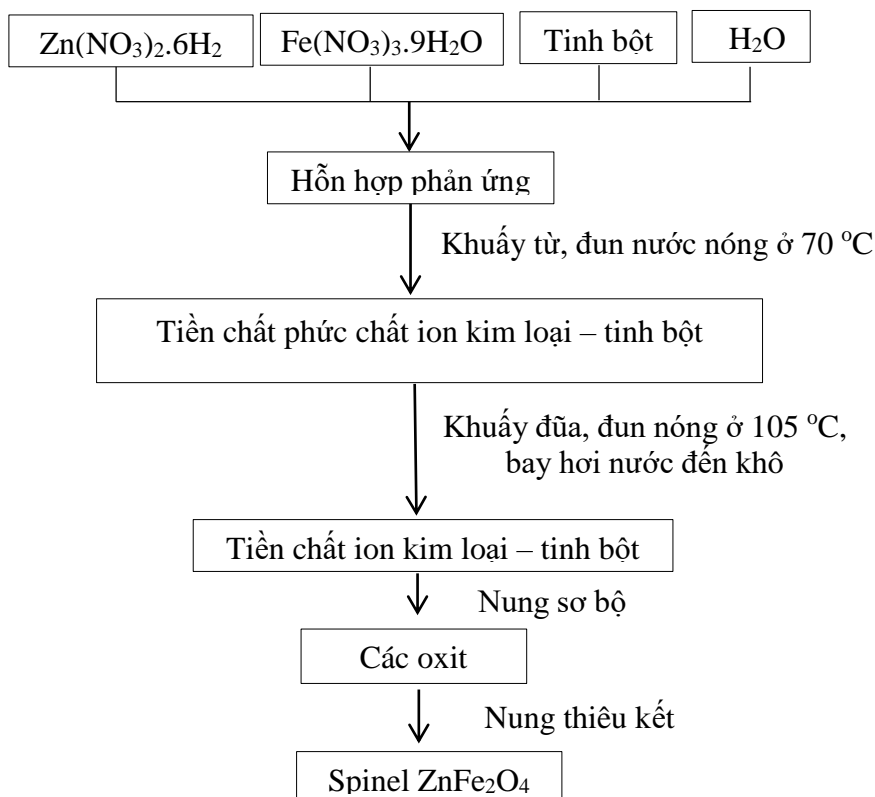 Zn(NO₃)₂.6H₂
Fe(NO₃)₃.9H₂O
Tinh bột
H₂O
Hỗn hợp phản ứng
Khuấy từ, đun nước nóng ở 70 °C
Tiền chất phức chất ion kim loại – tinh bột
Khuấy đũa, đun nóng ở 105 °C,
bay hơi nước đến khô
Tiền chất ion kim loại – tinh bột
Nung sơ bộ
Các oxit
Nung thiêu kết
Spinel ZnFe₂O₄